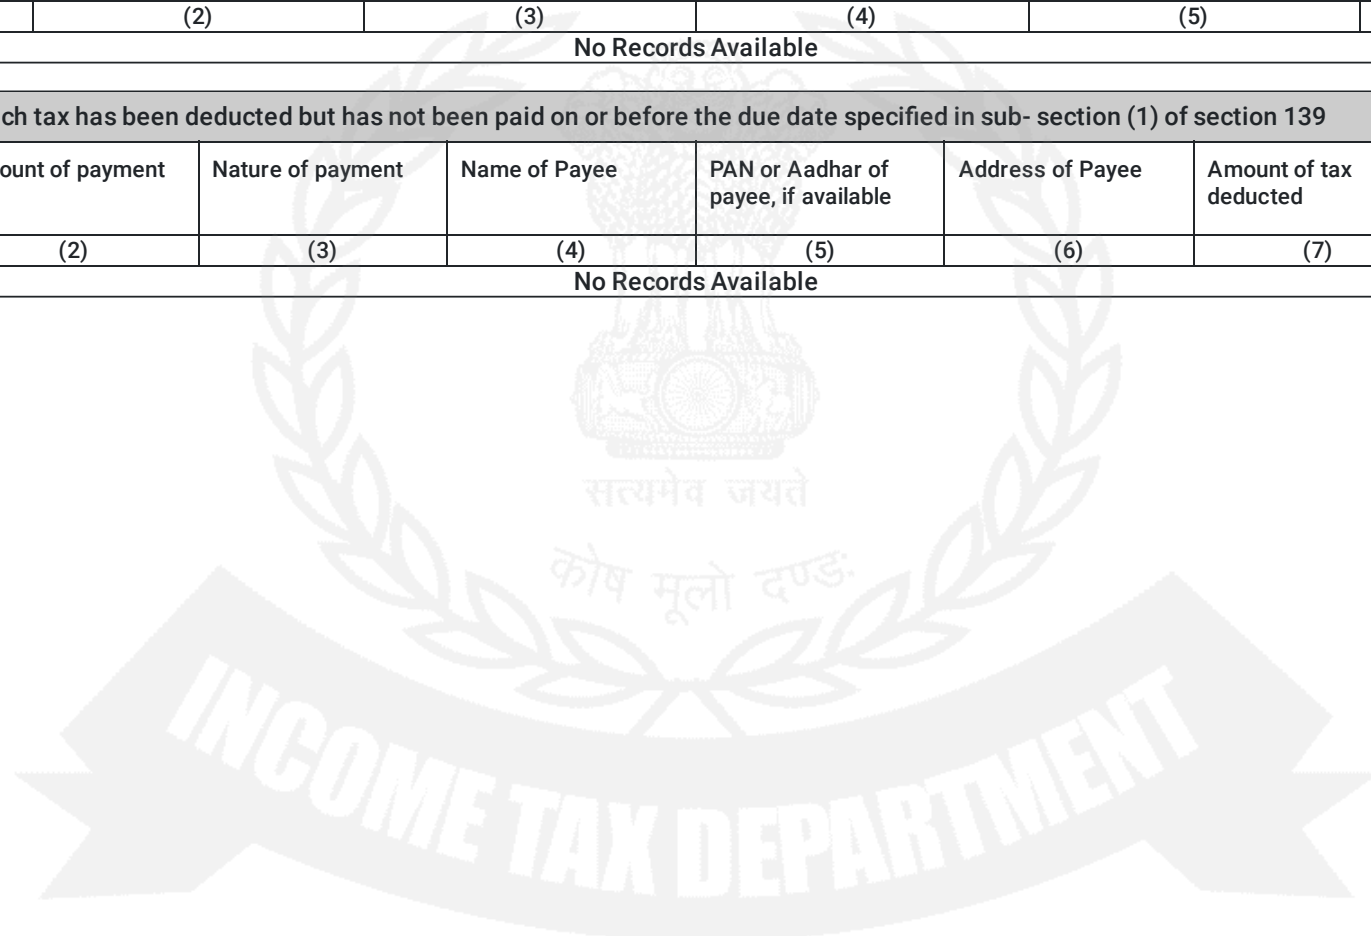 (2) (3) (4) (5)
No Records Available
ch tax has been deducted but has not been paid on or before the due date specified in sub- section (1) of section 139
ount of payment Nature of payment Name of Payee PAN or Aadhar of payee, if available Address of Payee Amount of tax deducted
(2) (3) (4) (5) (6) (7)
No Records Available
सत्यमेव जयते
कोष मूलो दण्डः
INCOME TAX DEPARTMENT